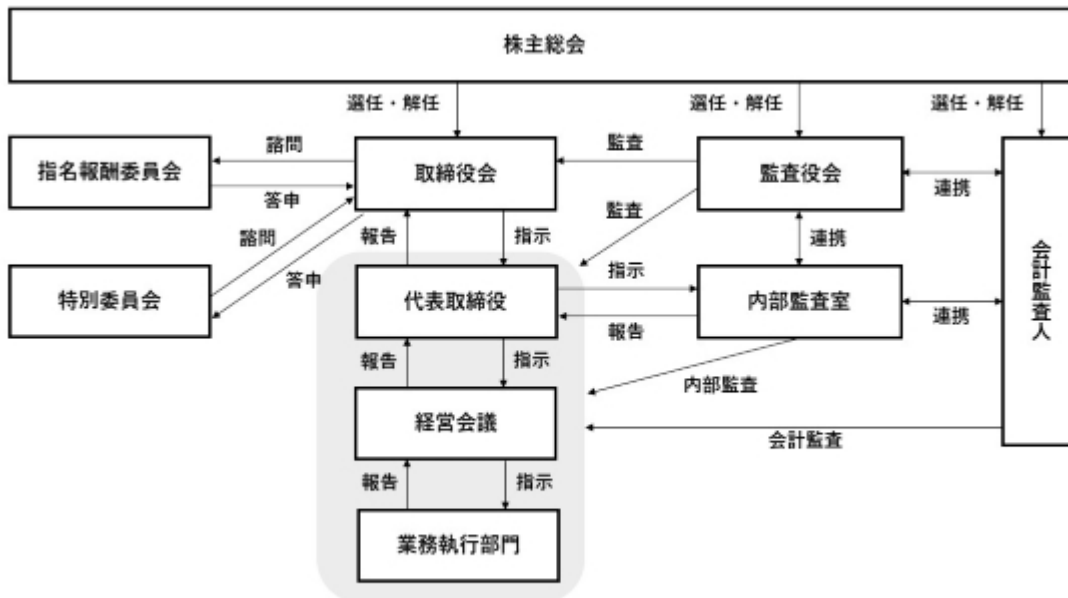 株主総会
選任・解任
選任・解任
選任・解任
指名報酬委員会
諮問
答申
取締役会
監査
監査役会
連携
会計監査人
諮問
答申
報告
指示
監査
連携
特別委員会
代表取締役
指示
報告
内部監査室
連携
報告
指示
内部監査
経営会議
会計監査
報告
指示
業務執行部門